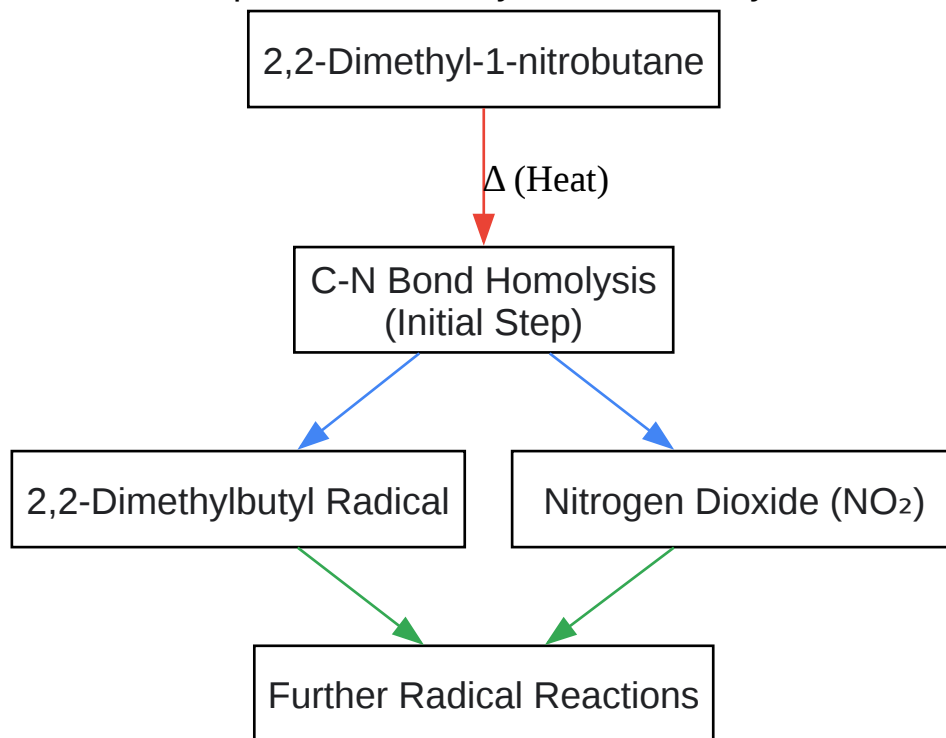 2,2-Dimethyl-1-nitrobutane
Δ (Heat)
C-N Bond Homolysis
(Initial Step)
2,2-Dimethylbutyl Radical
Nitrogen Dioxide (NO₂)
Further Radical Reactions